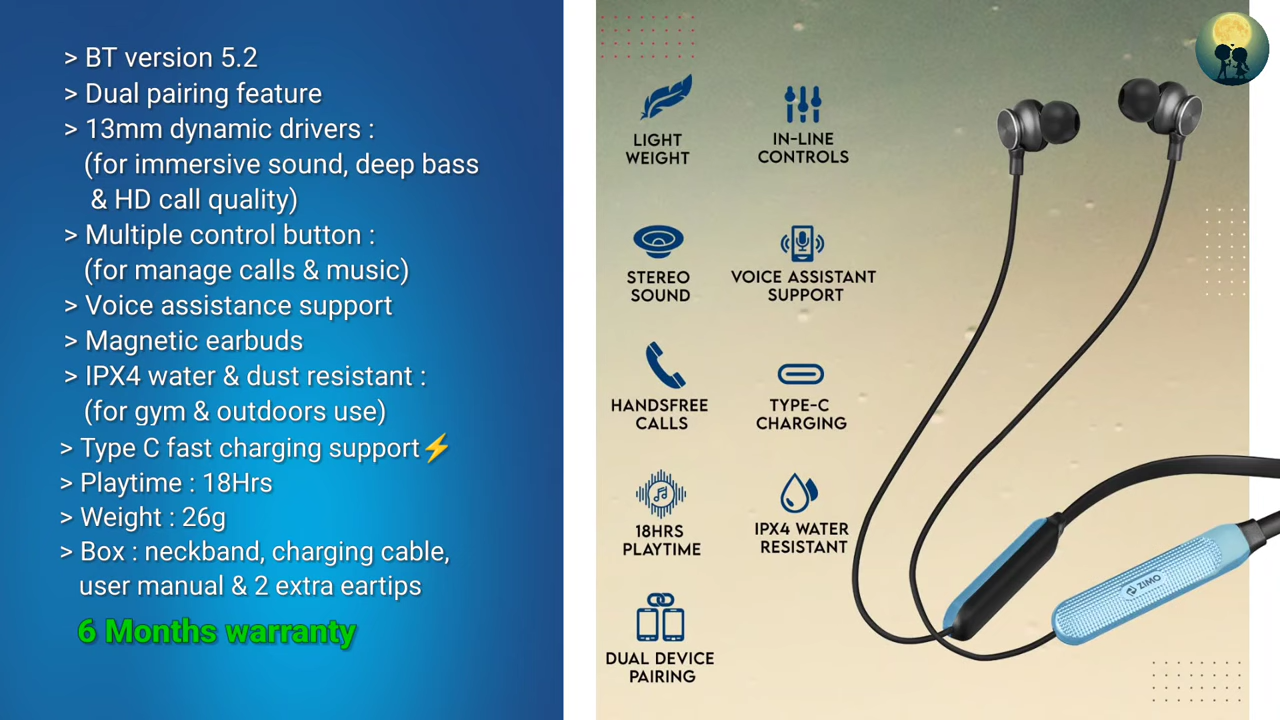 > BT version 5.2
> Dual pairing feature
> 13mm dynamic drivers :
(for immersive sound, deep bass
& HD call quality)
> Multiple control button :
(for manage calls & music)
> Voice assistance support
> Magnetic earbuds
> IPX4 water & dust resistant :
(for gym & outdoors use)
> Type C fast charging support⚡
> Playtime : 18Hrs
> Weight : 26g
> Box : neckband, charging cable,
user manual & 2 extra eartips
6 Months warranty
LIGHT
WEIGHT
IN-LINE
CONTROLS
STEREO
SOUND
VOICE ASSISTANT
SUPPORT
HANDSFREE
CALLS
TYPE-C
CHARGING
18HRS
PLAYTIME
IPX4 WATER
RESISTANT
DUAL DEVICE
PAIRING
ZIMO